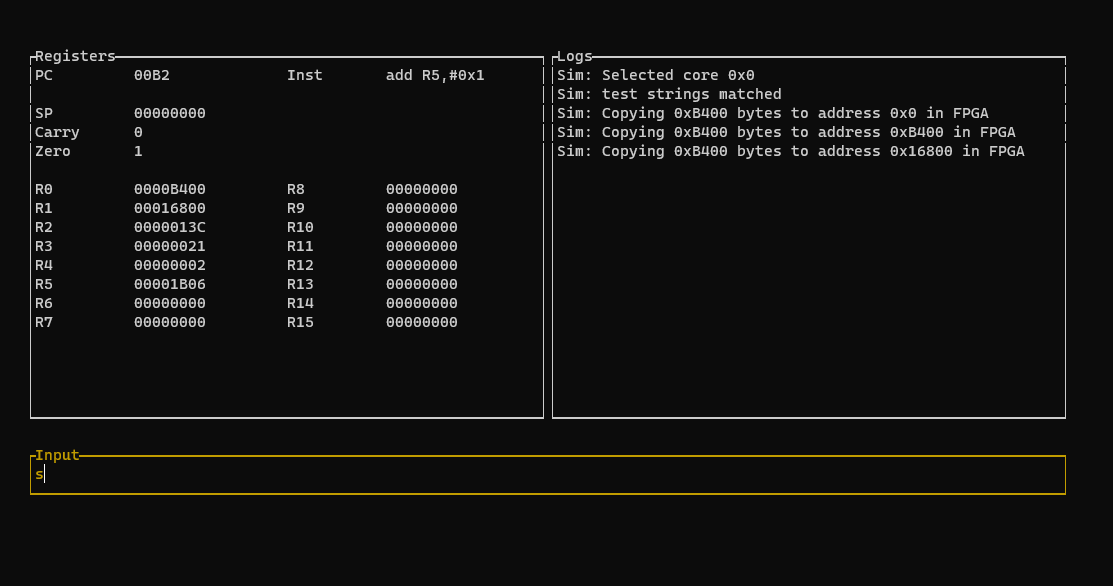 Registers
PC 00B2 Inst add R5,#0x1
SP 00000000
Carry 0
Zero 1
R0 0000B400 R8 00000000
R1 00016800 R9 00000000
R2 0000013C R10 00000000
R3 00000021 R11 00000000
R4 00000002 R12 00000000
R5 00001B06 R13 00000000
R6 00000000 R14 00000000
R7 00000000 R15 00000000
Logs
Sim: Selected core 0x0
Sim: test strings matched
Sim: Copying 0xB400 bytes to address 0x0 in FPGA
Sim: Copying 0xB400 bytes to address 0xB400 in FPGA
Sim: Copying 0xB400 bytes to address 0x16800 in FPGA
Input
s